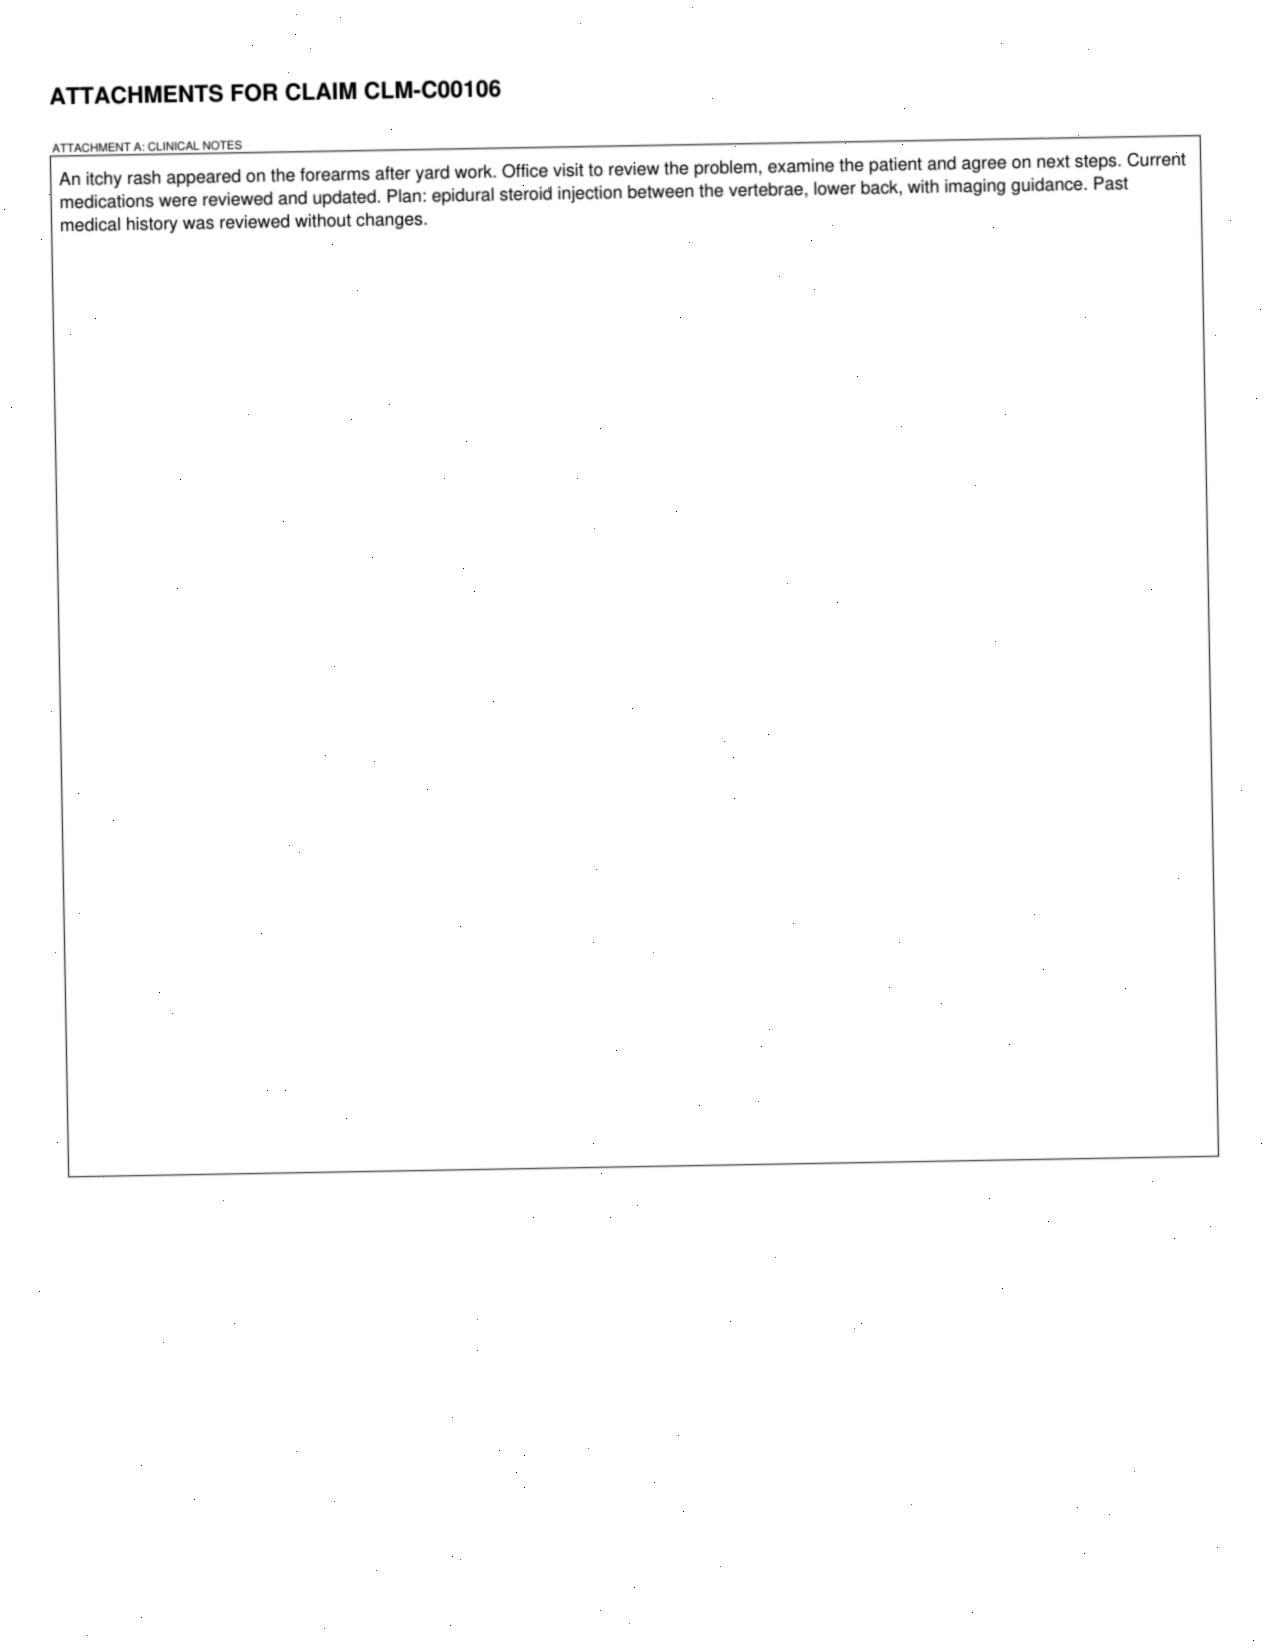 ATTACHMENTS FOR CLAIM CLM-C00106
ATTACHMENT A: CLINICAL NOTES
An itchy rash appeared on the forearms after yard work. Office visit to review the problem, examine the patient and agree on next steps. Current
medications were reviewed and updated. Plan: epidural steroid injection between the vertebrae, lower back, with imaging guidance. Past
medical history was reviewed without changes.